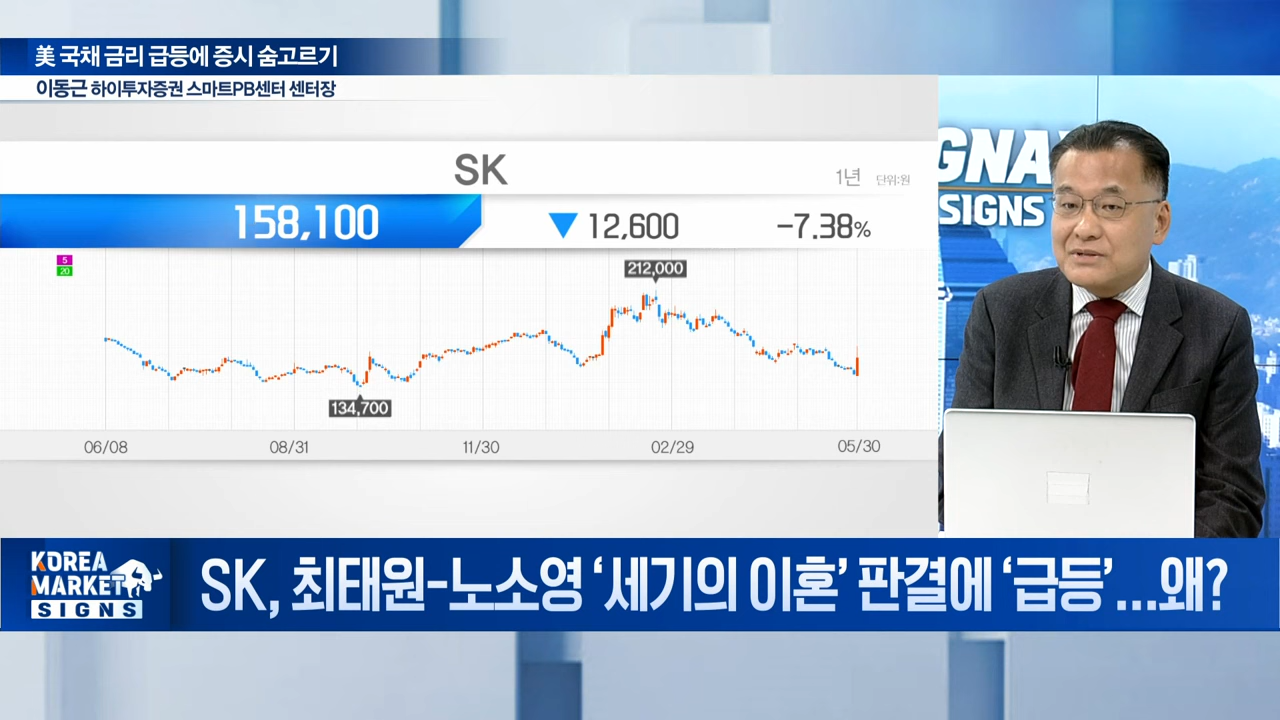 美 국채 금리 급등에 증시 숨고르기
이동근 하이투자증권 스마트PB센터 센터장
SK
1년 단위:원
158,100 ▼ 12,600 -7.38%
5
20
212,000
134,700
06/08 08/31 11/30 02/29 05/30
SIGNS
KOREA
MARKET
SIGNS
SK, 최태원-노소영 ‘세기의 이혼’ 판결에 ‘급등’...왜?